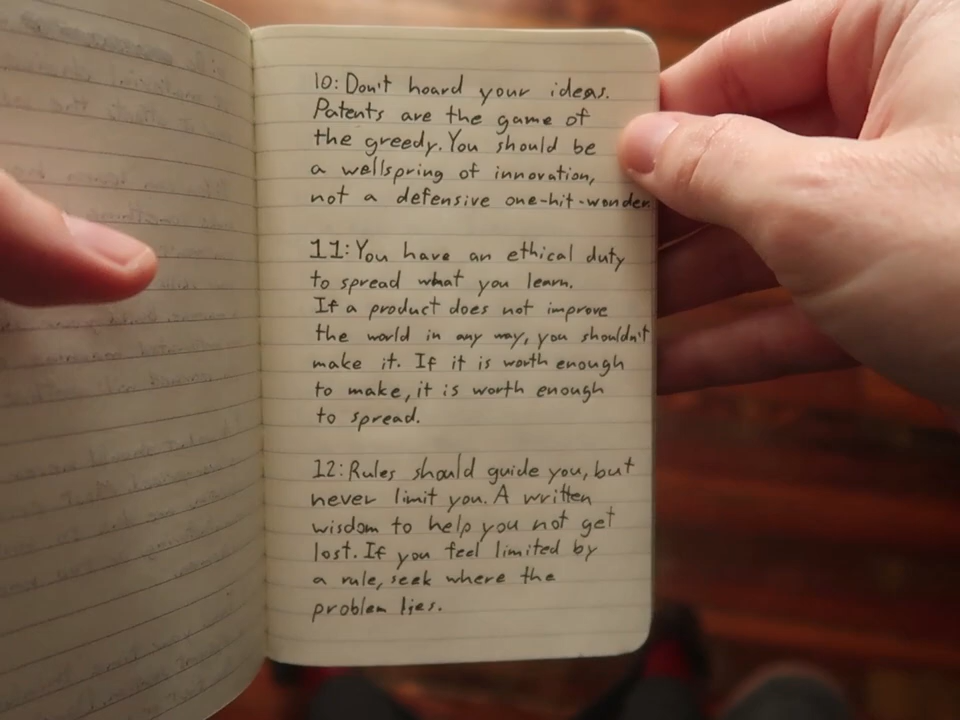 10: Don't hoard your ideas.
Patents are the game of
the greedy. You should be
a wellspring of innovation,
not a defensive one-hit-wonder.
11: You have an ethical duty
to spread what you learn.
If a product does not improve
the world in any way, you shouldn't
make it. If it is worth enough
to make, it is worth enough
to spread.
12: Rules should guide you, but
never limit you. A written
wisdom to help you not get
lost. If you feel limited by
a rule, seek where the
problem lies.